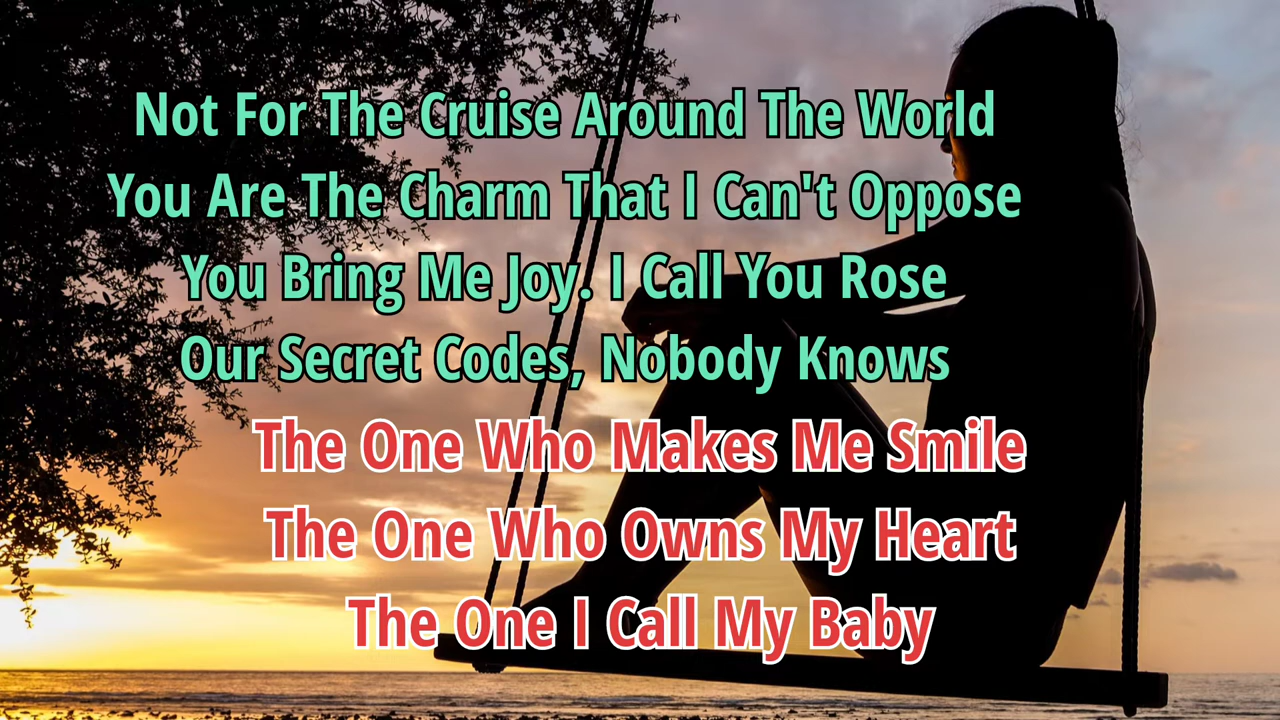 Not For The Cruise Around The World
You Are The Charm That I Can't Oppose
You Bring Me Joy. I Call You Rose
Our Secret Codes, Nobody Knows
The One Who Makes Me Smile
The One Who Owns My Heart
The One I Call My Baby